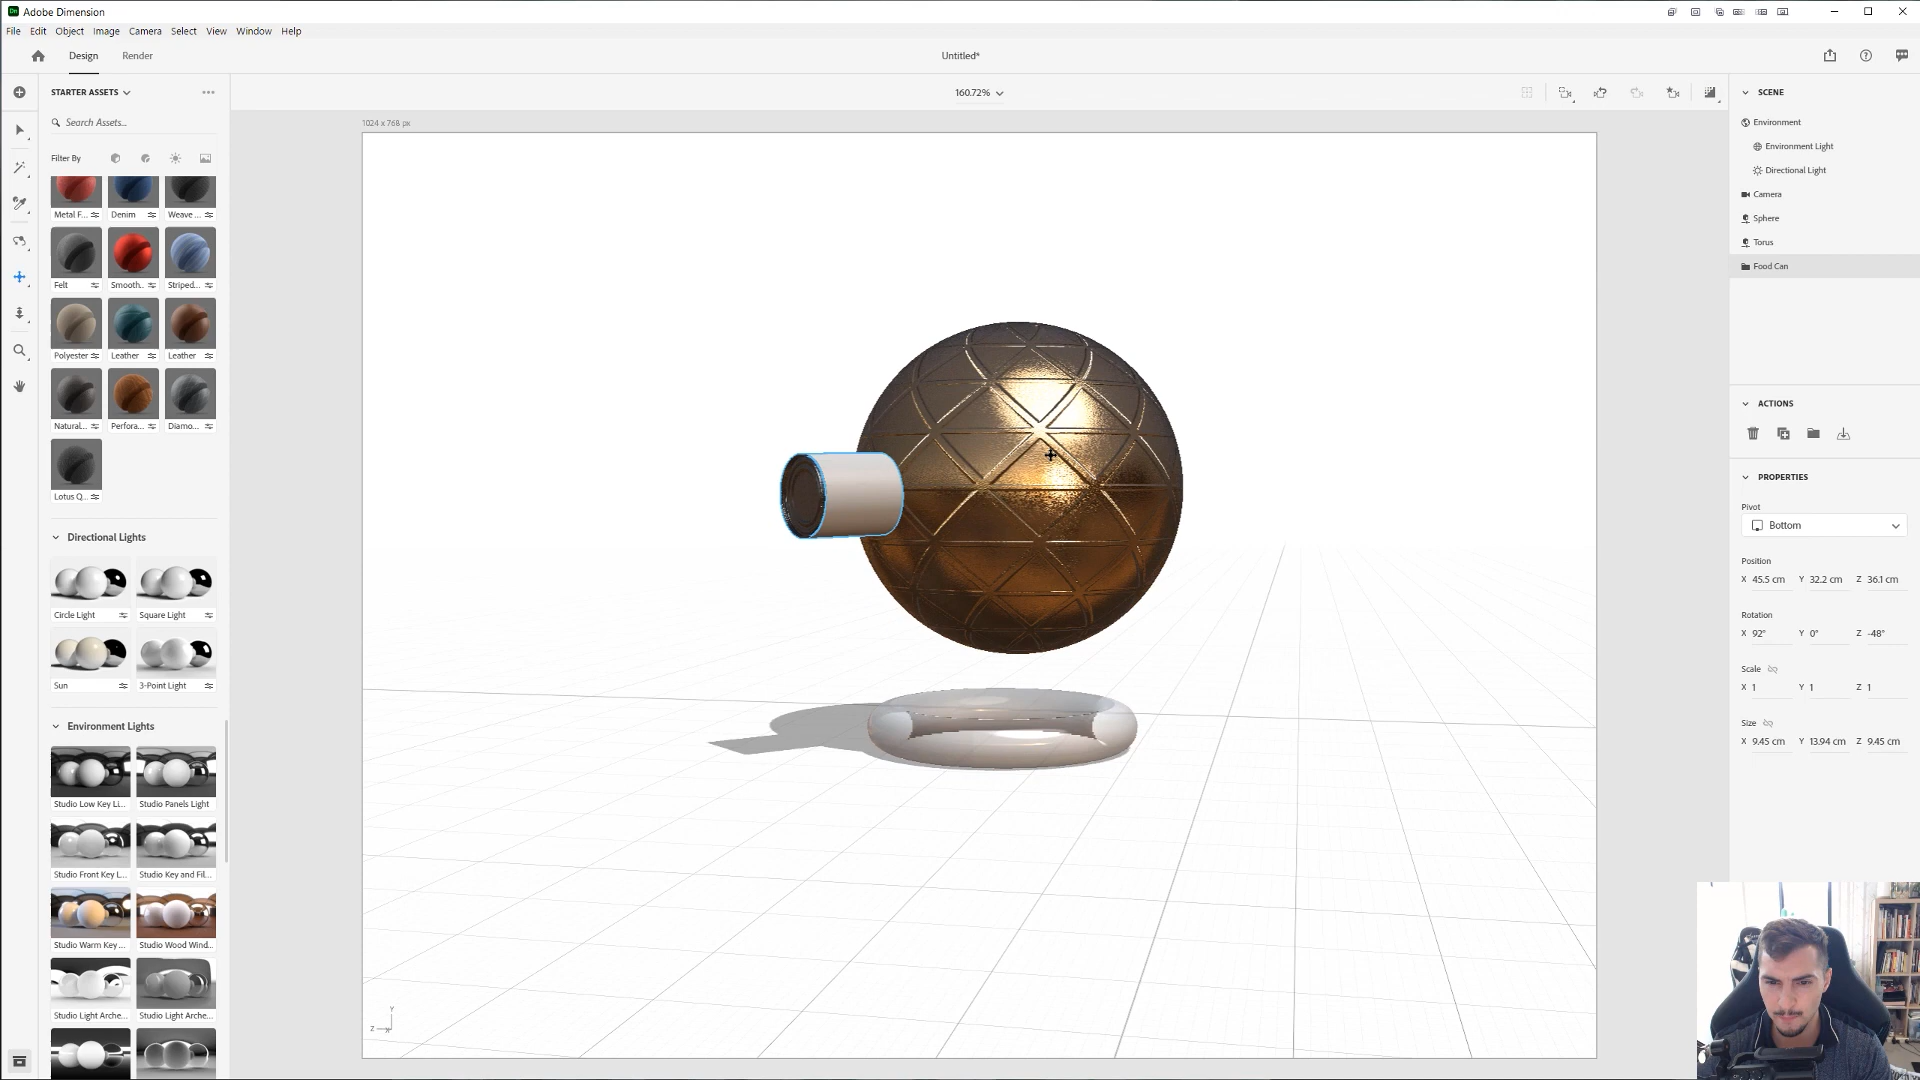 Adobe Dimension
File Edit Object Image Camera Select View Window Help
Design Render Untitled*
STARTER ASSETS
160.72%
Search Assets...
1024 x 768 px
Filter By
Metal F... Denim Weave ...
Felt Smooth.. Striped...
Polyester Leather Leather
Natural... Perfora... Diamo...
Lotus Q...
Directional Lights
Circle Light Square Light
Sun 3-Point Light
Environment Lights
Studio Low Key Li... Studio Panels Light
Studio Front Key L... Studio Key and Fil...
Studio Warm Key ... Studio Wood Wind...
Studio Light Arche... Studio Light Arche...
Y
Z X
SCENE
Environment
Environment Light
Directional Light
Camera
Sphere
Torus
Food Can
ACTIONS
PROPERTIES
Pivot
Bottom
Position
X 45.5 cm Y 32.2 cm Z 36.1 cm
Rotation
X 92° Y 0° Z -48°
Scale
X 1 Y 1 Z 1
Size
X 9.45 cm Y 13.94 cm Z 9.45 cm